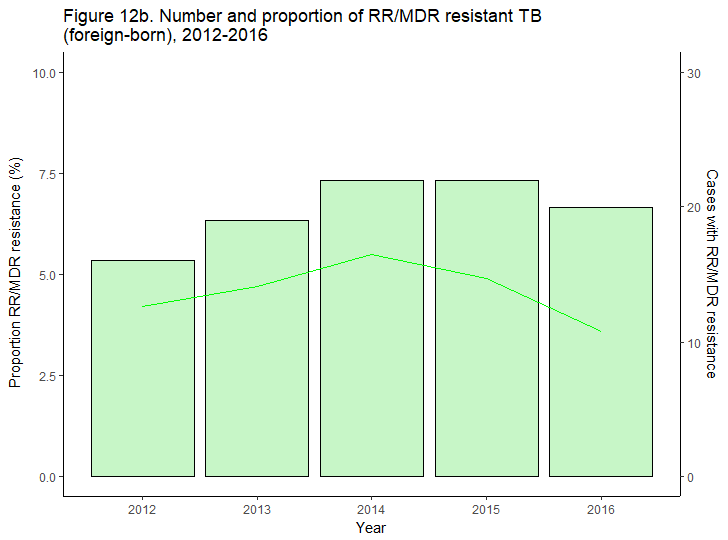 Figure 12b. Number and proportion of RR/MDR resistant TB
(foreign-born), 2012-2016
Proportion RR/MDR resistance (%)
10.0
7.5
5.0
2.5
0.0
30
20
10
0
Cases with RR/MDR resistance
2012 2013 2014 2015 2016
Year